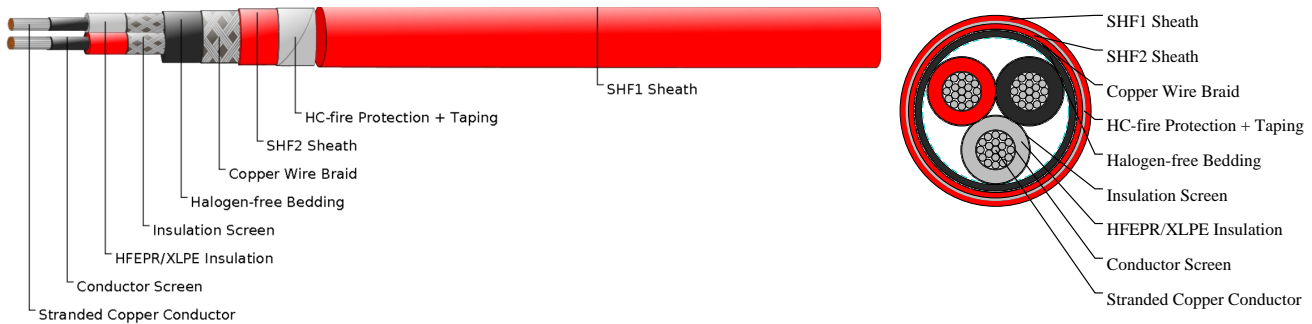 SHF1 Sheath
HC-fire Protection + Taping
SHF2 Sheath
Copper Wire Braid
Halogen-free Bedding
Insulation Screen
HFEPR/XLPE Insulation
Conductor Screen
Stranded Copper Conductor
SHF1 Sheath
SHF2 Sheath
Copper Wire Braid
HC-fire Protection + Taping
Halogen-free Bedding
Insulation Screen
HFEPR/XLPE Insulation
Conductor Screen
Stranded Copper Conductor